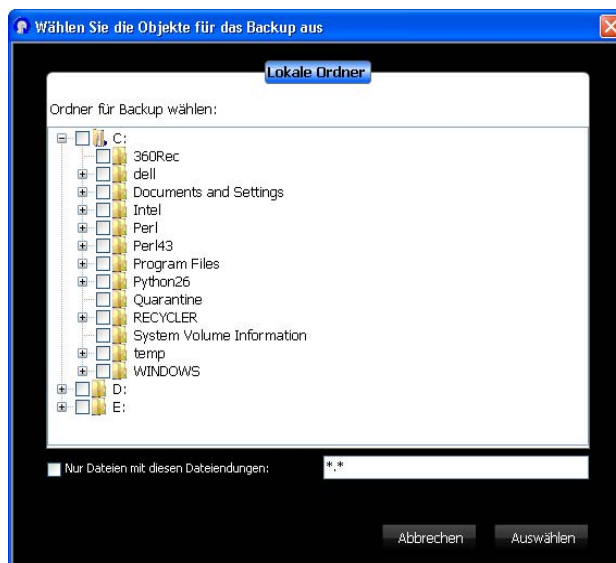 Wählen Sie die Objekte für das Backup aus
Lokale Ordner
Ordner für Backup wählen:
C:
360Rec
dell
Documents and Settings
Intel
Perl
Perl43
Program Files
Python26
Quarantine
RECYCLER
System Volume Information
temp
WINDOWS
D:
E:
Nur Dateien mit diesen Dateiendungen:
*.*
Abbrechen
Auswählen